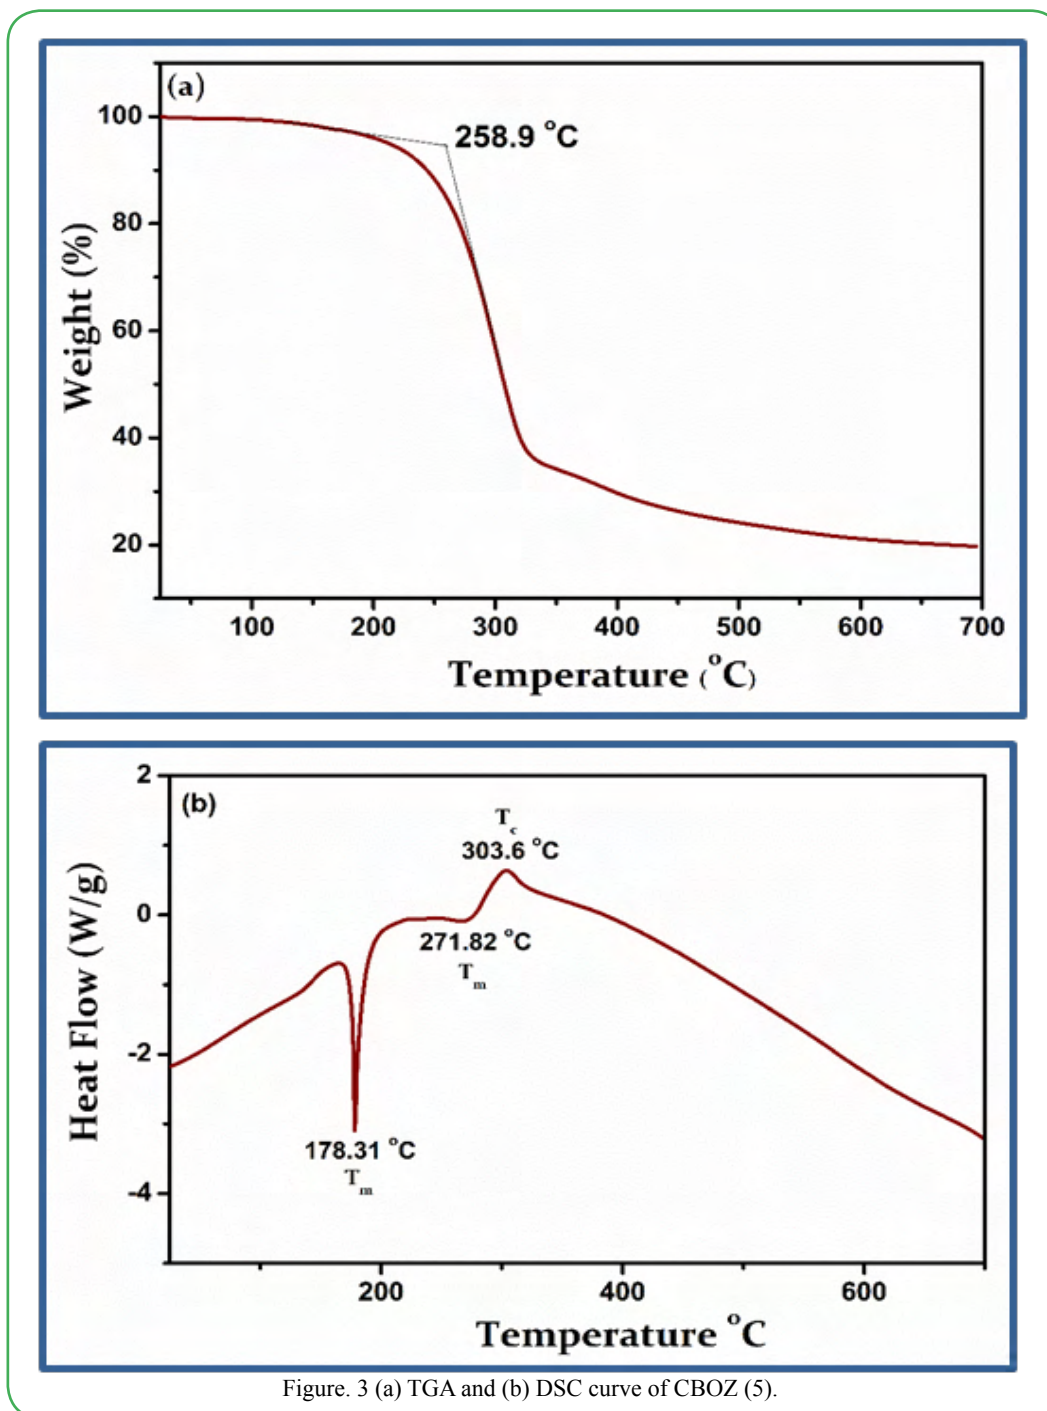 (a)
258.9 °C
100
80
60
40
20
Weight (%)
100 200 300 400 500 600 700
Temperature (°C)
(b)
2
0
-2
-4
Heat Flow (W/g)
Tc
303.6 °C
271.82 °C
Tm
178.31 °C
Tm
200 400 600
Temperature °C
Figure. 3 (a) TGA and (b) DSC curve of CBOZ (5).